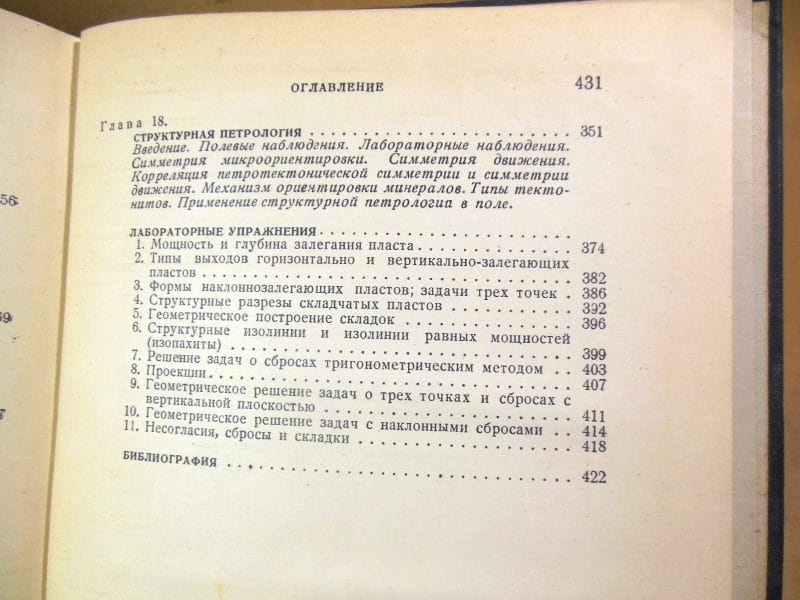 ОГЛАВЛЕНИЕ 431
Глава 18.
СТРУКТУРНАЯ ПЕТРОЛОГИЯ . . . . . . . . . . . . . . . . . . 351
Введение. Полевые наблюдения. Лабораторные наблюдения.
Симметрия микроориентировки. Симметрия движения.
Корреляция петротектонической симметрии и симметрии
движения. Механизм ориентировки минералов. Типы текто-
нитов. Применение структурной петрологии в поле.
ЛАБОРАТОРНЫЕ УПРАЖНЕНИЯ . . . . . . . . . . . . . . . . . 374
1. Мощность и глубина залегания пласта . . . . . . . . . .
2. Типы выходов горизонтально и вертикально-залегающих
пластов . . . . . . . . . . . . . . . . . . . . . . . . . 382
3. Формы наклоннозалегающих пластов; задачи трех точек . 386
4. Структурные разрезы складчатых пластов . . . . . . . . 392
5. Геометрическое построение складок . . . . . . . . . . . 396
6. Структурные изолинии и изолинии равных мощностей
(изопахиты) . . . . . . . . . . . . . . . . . . . . . . . 399
7. Решение задач о сбросах тригонометрическим методом . . 403
8. Проекции . . . . . . . . . . . . . . . . . . . . . . . . 407
9. Геометрическое решение задач о трех точках и сбросах с
вертикальной плоскостью . . . . . . . . . . . . . . . . . 411
10. Геометрическое решение задач с наклонными сбросами . . 414
11. Несогласия, сбросы и складки . . . . . . . . . . . . . 418
БИБЛИОГРАФИЯ . . . . . . . . . . . . . . . . . . . . . . . 422
56